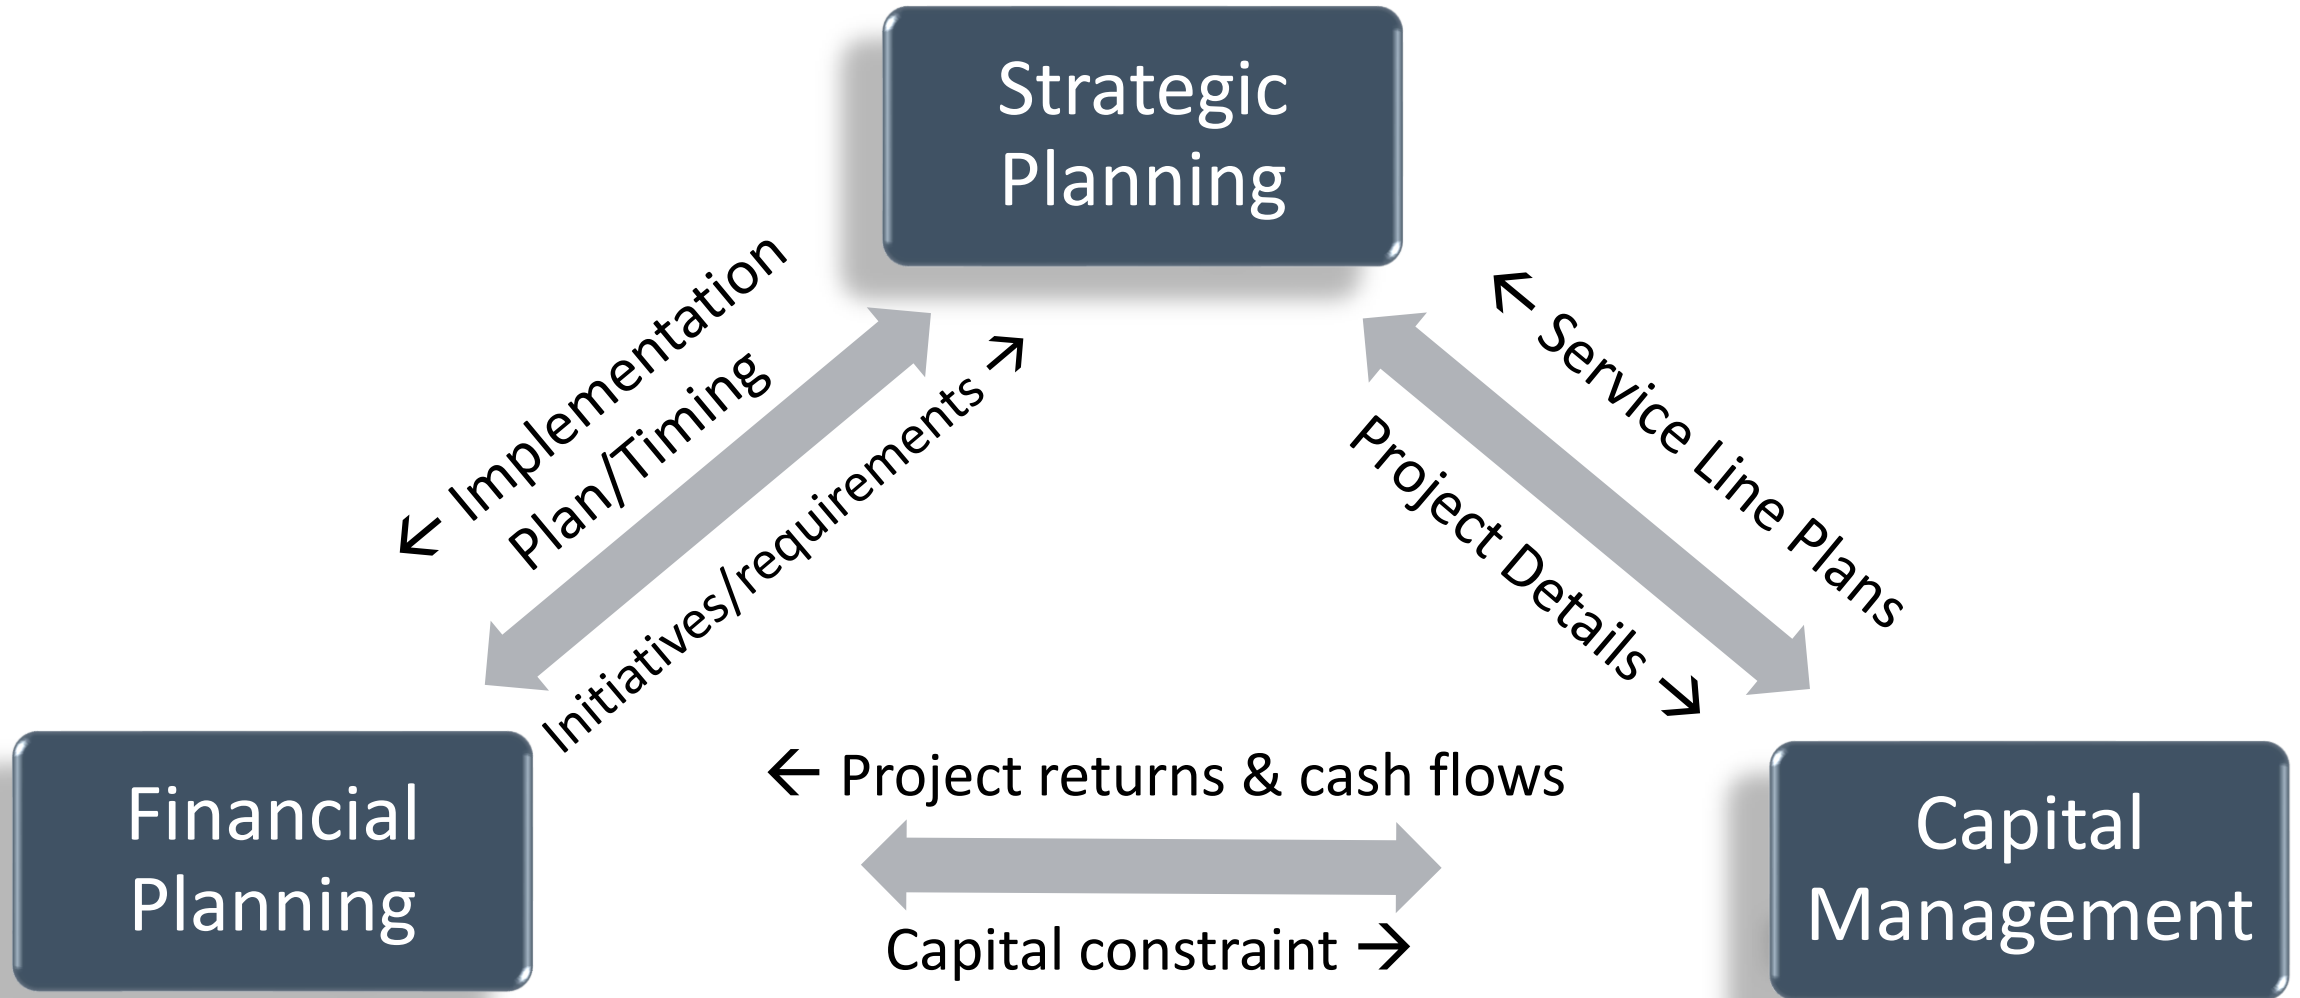 Strategic
Planning
← Implementation
Plan/Timing
Initiatives/requirements →
← Service Line Plans
Project Details →
← Project returns & cash flows
Capital constraint →
Financial
Planning
Capital
Management